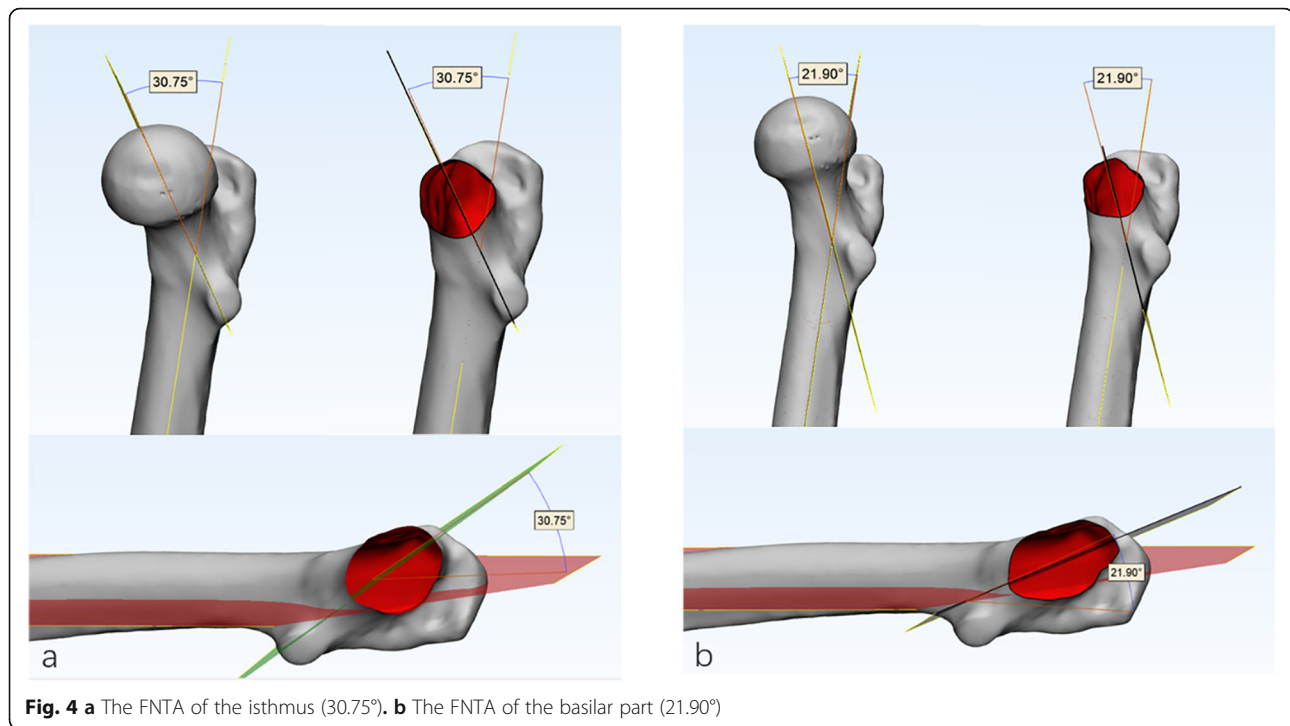 30.75°
30.75°
21.90°
21.90°
30.75°
21.90°
a
b
Fig. 4 a The FNTA of the isthmus (30.75°). b The FNTA of the basilar part (21.90°)